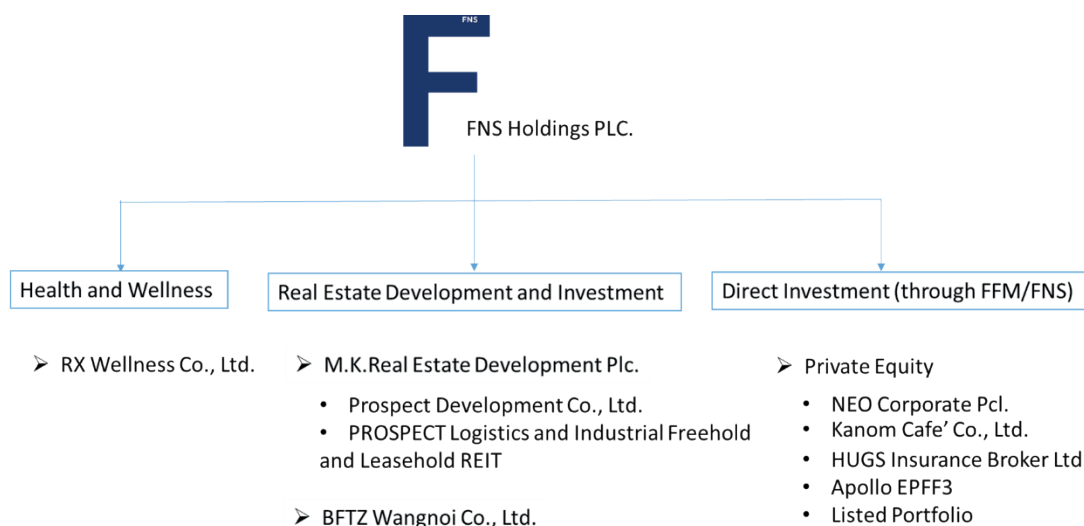 FNS
F
FNS Holdings PLC.
Health and Wellness
Real Estate Development and Investment
Direct Investment (through FFM/FNS)
➢ RX Wellness Co., Ltd.
➢ M.K.Real Estate Development Plc.
• Prospect Development Co., Ltd.
• PROSPECT Logistics and Industrial Freehold
and Leasehold REIT
➢ BFTZ Wangnoi Co., Ltd.
➢ Private Equity
• NEO Corporate Pcl.
• Kanom Cafe’ Co., Ltd.
• HUGS Insurance Broker Ltd
• Apollo EPFF3
• Listed Portfolio